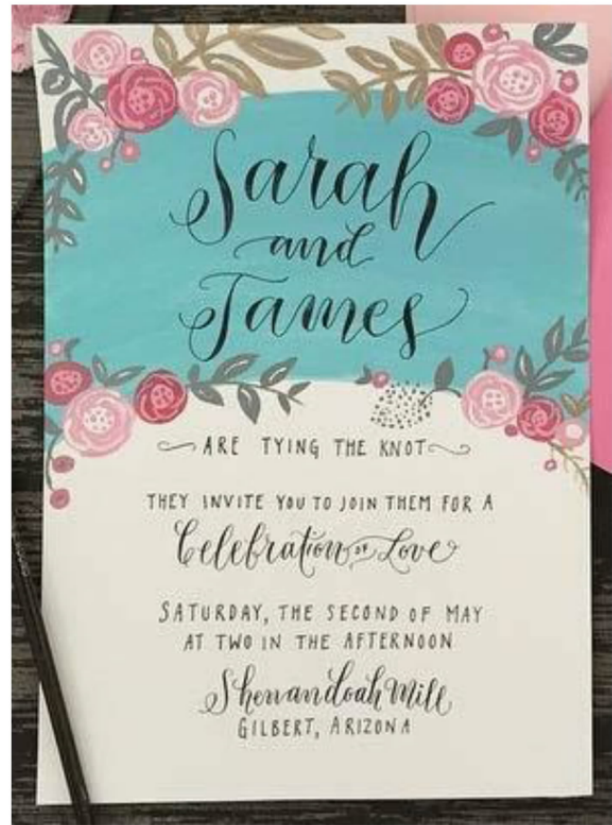 Sarah
and
James
ARE TYING THE KNOT
THEY INVITE YOU TO JOIN THEM FOR A
Celebration OF Love
SATURDAY, THE SECOND OF MAY
AT TWO IN THE AFTERNOON
Shenandoah Mill
GILBERT, ARIZONA